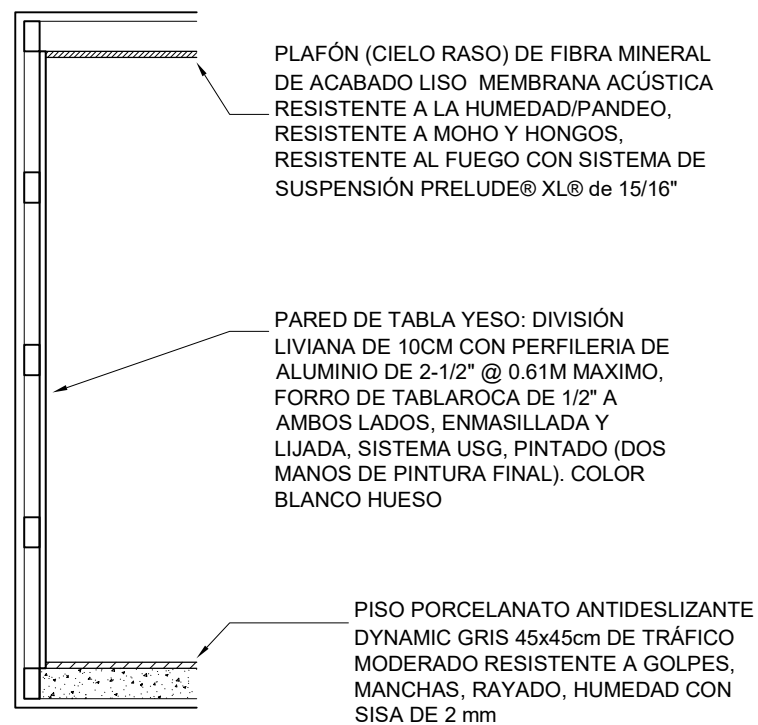 PLAFÓN (CIELO RASO) DE FIBRA MINERAL
DE ACABADO LISO MEMBRANA ACÚSTICA
RESISTENTE A LA HUMEDAD/PANDEO,
RESISTENTE A MOHO Y HONGOS,
RESISTENTE AL FUEGO CON SISTEMA DE
SUSPENSIÓN PRELUDE® XL® de 15/16"
PARED DE TABLA YESO: DIVISIÓN
LIVIANA DE 10CM CON PERFILERIA DE
ALUMINIO DE 2-1/2" @ 0.61M MAXIMO,
FORRO DE TABLAROCA DE 1/2" A
AMBOS LADOS, ENMASILLADA Y
LIJADA, SISTEMA USG, PINTADO (DOS
MANOS DE PINTURA FINAL). COLOR
BLANCO HUESO
PISO PORCELANATO ANTIDESLIZANTE
DYNAMIC GRIS 45x45cm DE TRÁFICO
MODERADO RESISTENTE A GOLPES,
MANCHAS, RAYADO, HUMEDAD CON
SISA DE 2 mm